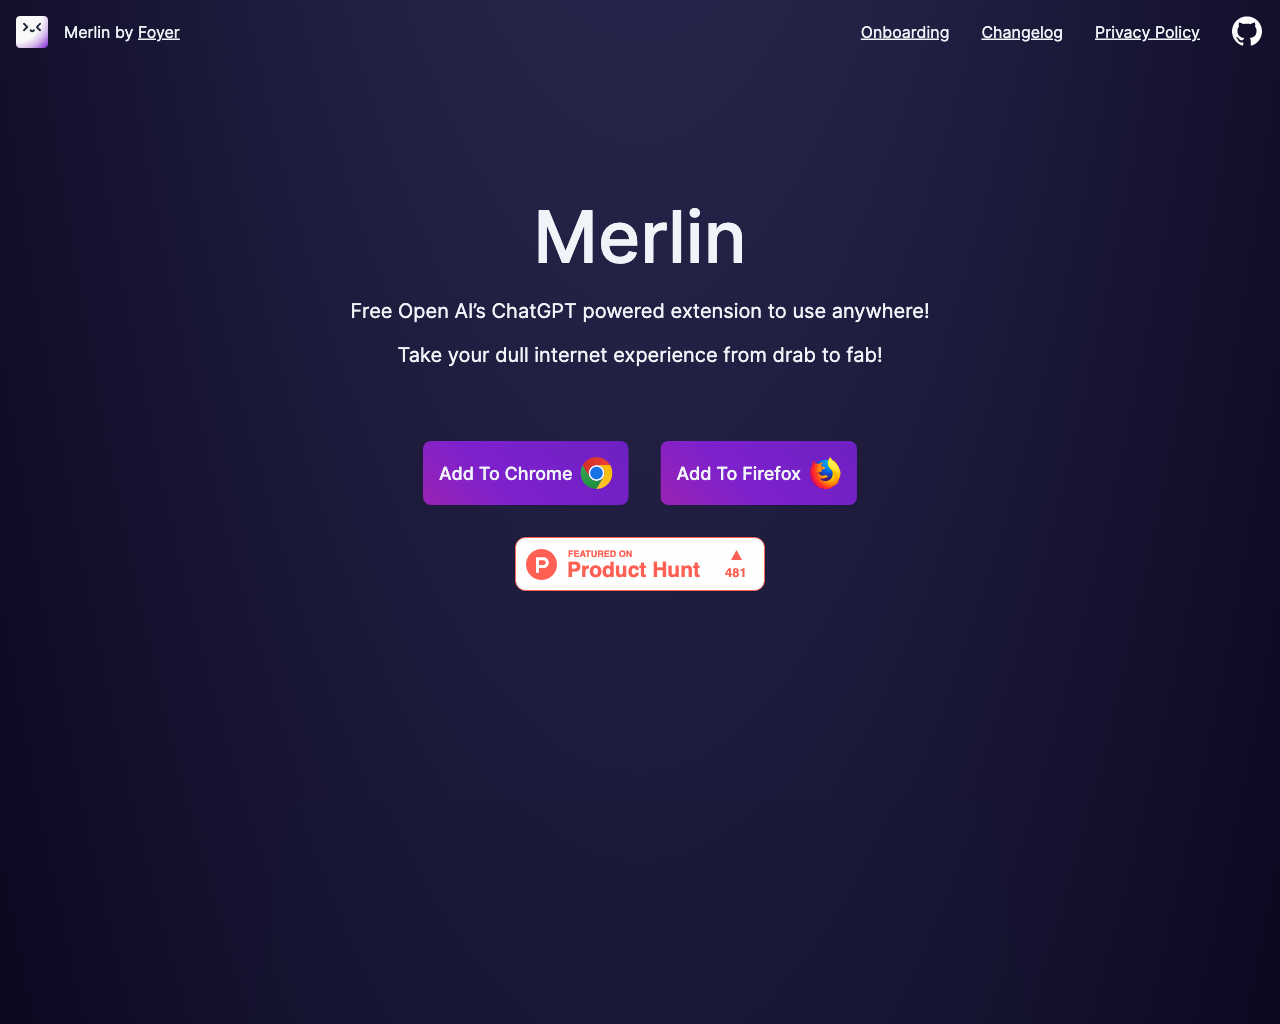 Merlin by Foyer
Onboarding
Changelog
Privacy Policy
Merlin
Free Open AI’s ChatGPT powered extension to use anywhere!
Take your dull internet experience from drab to fab!
Add To Chrome
Add To Firefox
P
FEATURED ON
Product Hunt
481